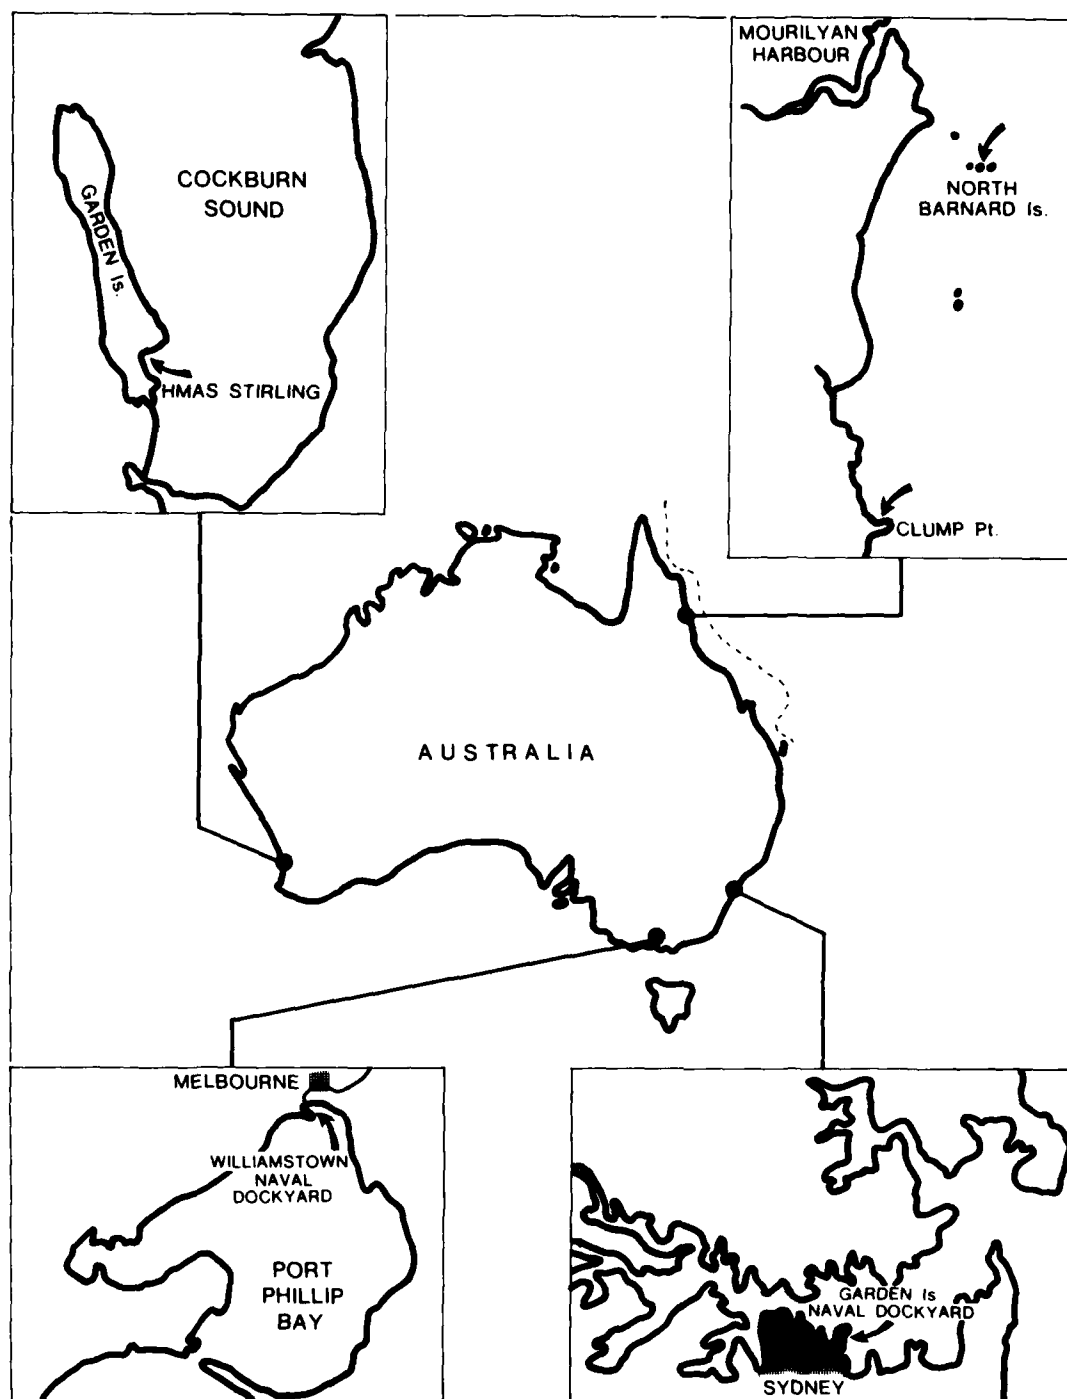 COCKBURN
SOUND
GARDEN Is.
HMAS STIRLING
MOURILYAN
HARBOUR
NORTH
BARNARD Is.
CLUMP Pt.
AUSTRALIA
MELBOURNE
WILLIAMSTOWN
NAVAL
DOCKYARD
PORT
PHILLIP
BAY
GARDEN Is
NAVAL DOCKYARD
SYDNEY